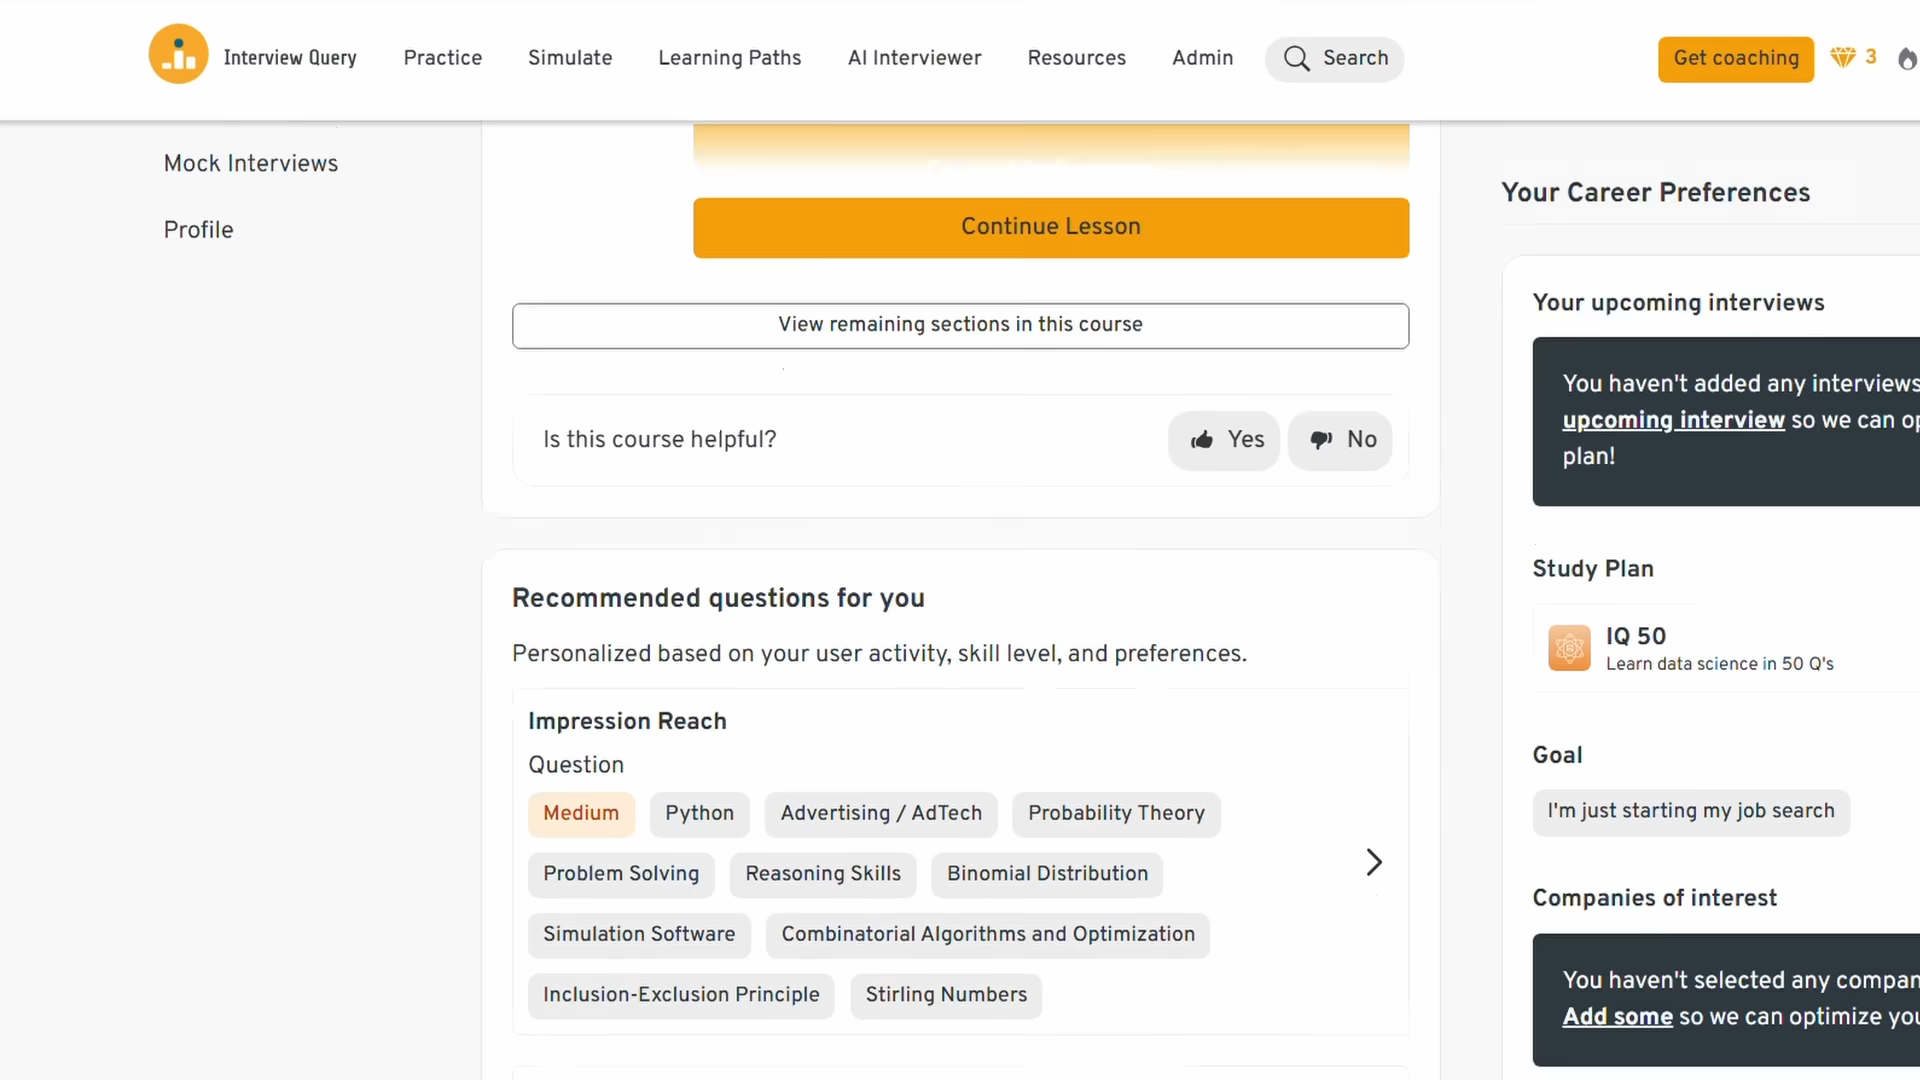 Interview Query
Practice
Simulate
Learning Paths
AI Interviewer
Resources
Admin
Search
Get coaching
3
Mock Interviews
Profile
Continue Lesson
View remaining sections in this course
Is this course helpful?
Yes
No
Recommended questions for you
Personalized based on your user activity, skill level, and preferences.
Impression Reach
Question
Medium
Python
Advertising / AdTech
Probability Theory
Problem Solving
Reasoning Skills
Binomial Distribution
Simulation Software
Combinatorial Algorithms and Optimization
Inclusion-Exclusion Principle
Stirling Numbers
Your Career Preferences
Your upcoming interviews
You haven't added any interviews
upcoming interview so we can op
plan!
Study Plan
IQ 50
Learn data science in 50 Q's
Goal
I'm just starting my job search
Companies of interest
You haven't selected any compan
Add some so we can optimize you